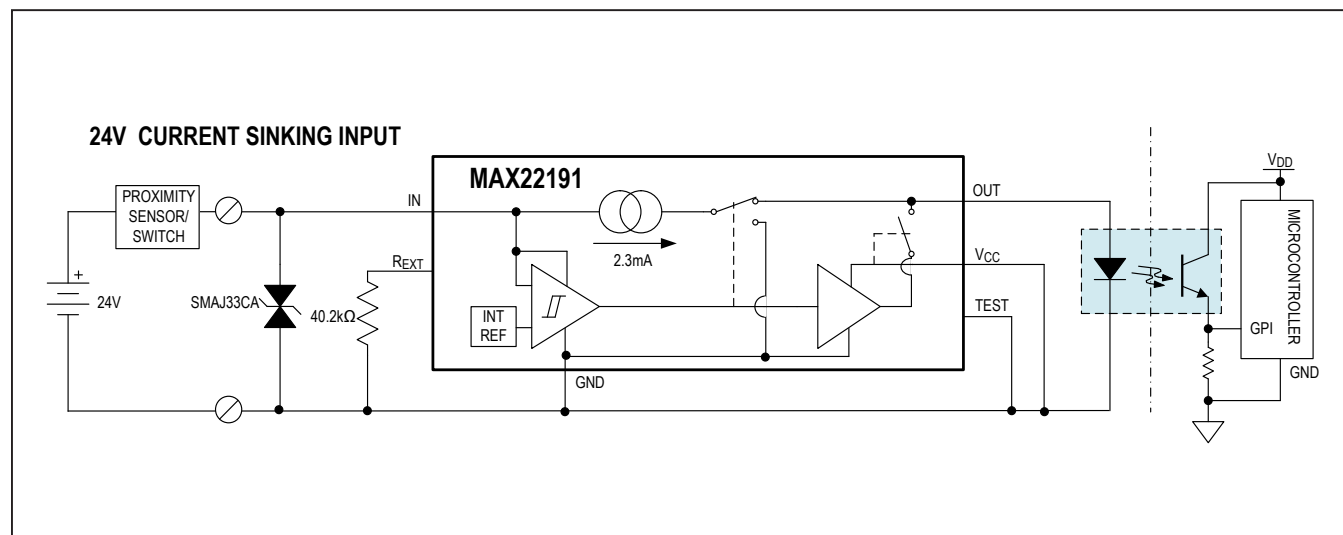 24V CURRENT SINKING INPUT
MAX22191
PROXIMITY
SENSOR/
SWITCH
IN
OUT
VDD
MICROCONTROLLER
2.3mA
REXT
VCC
+
24V
SMAJ33CA
40.2kΩ
INT
REF
TEST
GPI
GND
GND